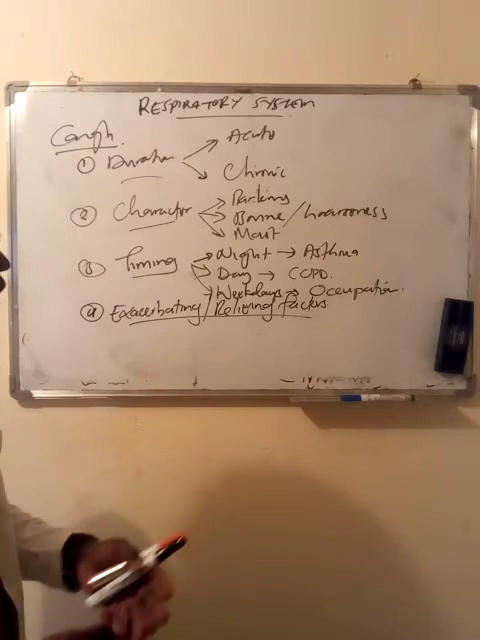 RESPIRATORY SYSTEM
Cough.
① Duration → Acute
→ Chronic
② Character → Barking
→ Bovine / hoarseness
→ Moist
③ Timing → Night → Asthma
→ Day → COPD.
→ Weekdays → Occupation.
④ Exacerbating / Relieving factors